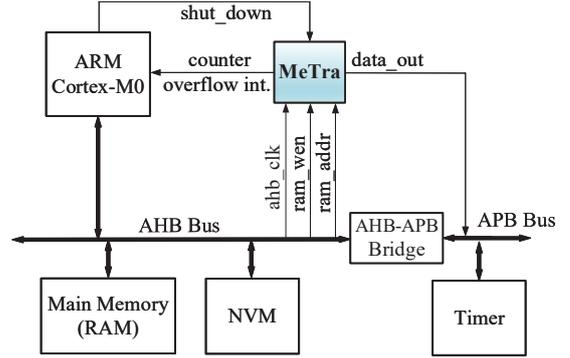 shut_down
ARM
Cortex-M0
counter
overflow int.
MeTra
data_out
ahb_clk
ram_wen
ram_addr
AHB Bus
AHB-APB
Bridge
APB Bus
Main Memory
(RAM)
NVM
Timer